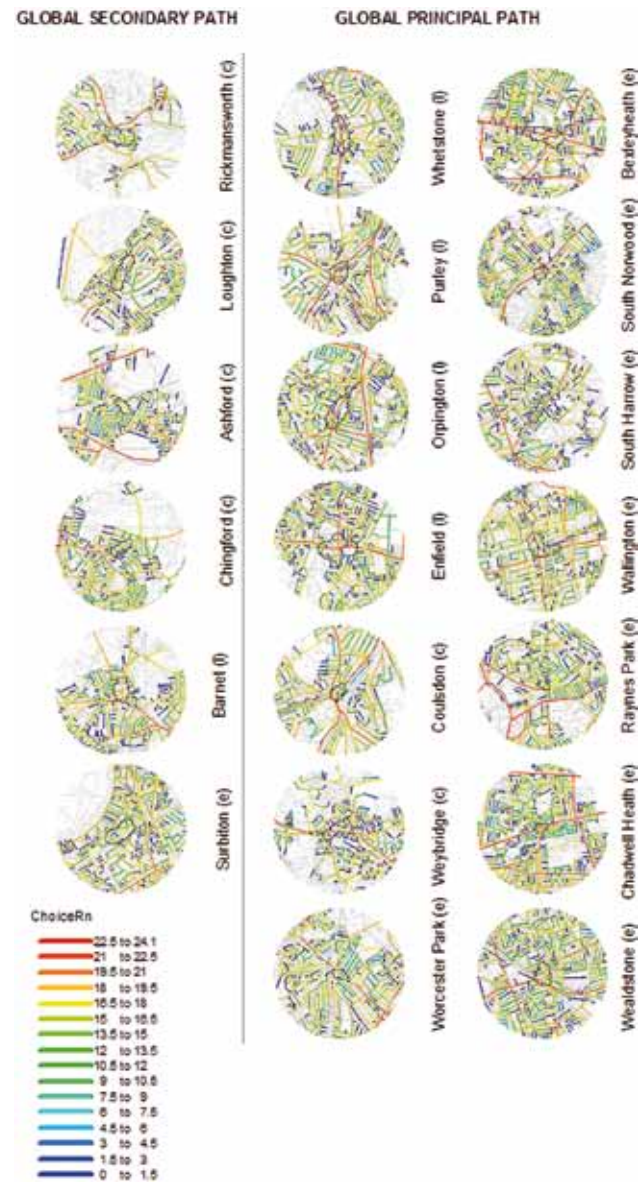 GLOBAL SECONDARY PATH
GLOBAL PRINCIPAL PATH
Rickmansworth (c)
Loughton (c)
Ashford (c)
Chingford (c)
Barnet (l)
Surbiton (e)
Whetstone (l)
Purley (l)
Orpington (l)
Enfield (l)
Coulsdon (c)
Weybridge (c)
Worcester Park (e)
Bexleyheath (e)
South Norwood (e)
South Harrow (e)
Wallington (e)
Raynes Park (e)
Chadwell Heath (e)
Wealdstone (e)
ChoiceRn
22.5 to 24.1
21 to 22.5
19.5 to 21
18 to 19.5
16.5 to 18
15 to 16.5
13.5 to 15
12 to 13.5
10.5 to 12
9 to 10.5
7.5 to 9
6 to 7.5
4.5 to 6
3 to 4.5
1.5 to 3
0 to 1.5